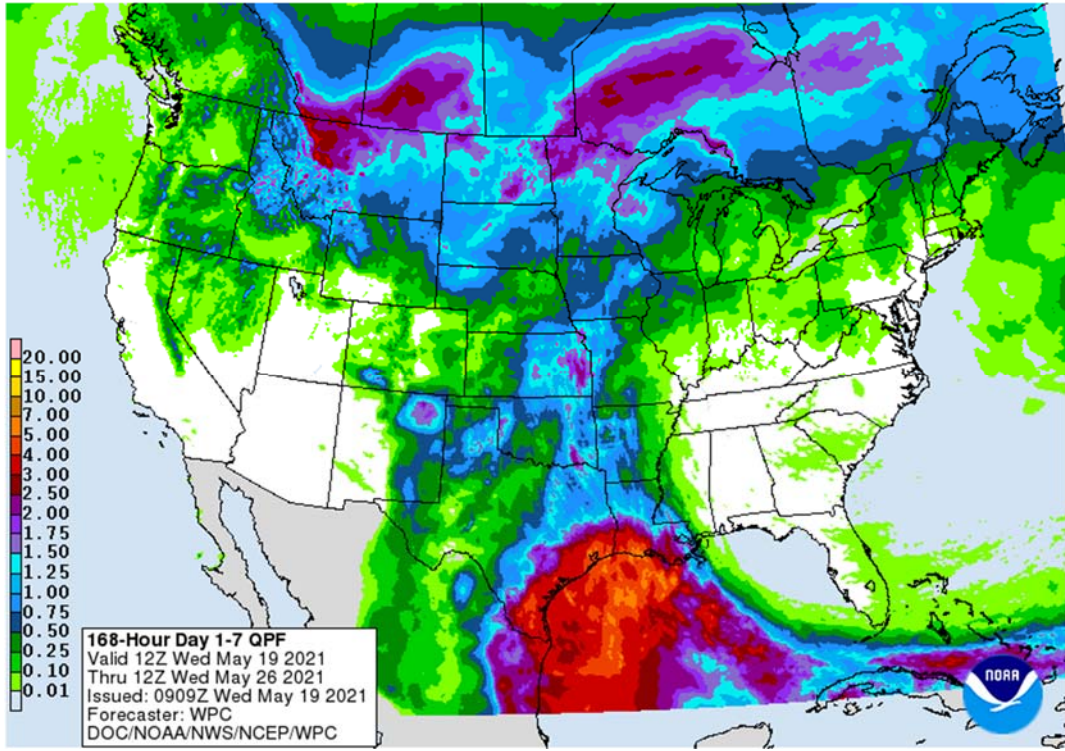 20.00
15.00
10.00
7.00
5.00
4.00
3.00
2.50
2.00
1.75
1.50
1.25
1.00
0.75
0.50
0.25
0.10
0.01
168-Hour Day 1-7 QPF
Valid 12Z Wed May 19 2021
Thru 12Z Wed May 26 2021
Issued: 0909Z Wed May 19 2021
Forecaster: WPC
DOC/NOAA/NWS/NCEP/WPC
NOAA